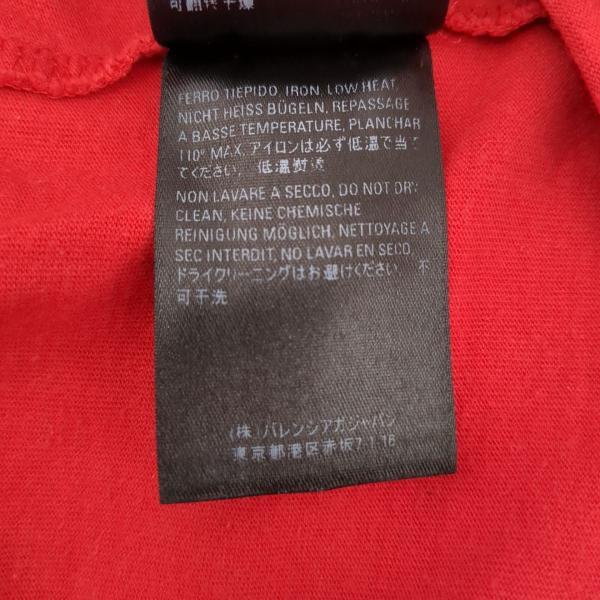 可翻转干燥
FERRO TIEPIDO, IRON, LOW HEAT,
NICHT HEISS BÜGELN, REPASSAGE
A BASSE TEMPERATURE, PLANCHAR
110° MAX, アイロンは必ず低温で当
てください, 低温熨烫
NON LAVARE A SECCO, DO NOT DRY
CLEAN, KEINE CHEMISCHE
REINIGUNG MÖGLICH, NETTOYAGE A
SEC INTERDIT, NO LAVAR EN SECO,
ドライクリーニングはお避けください, 不
可干洗
(株) バレンシアガジャパン
東京都港区赤坂7.1.16